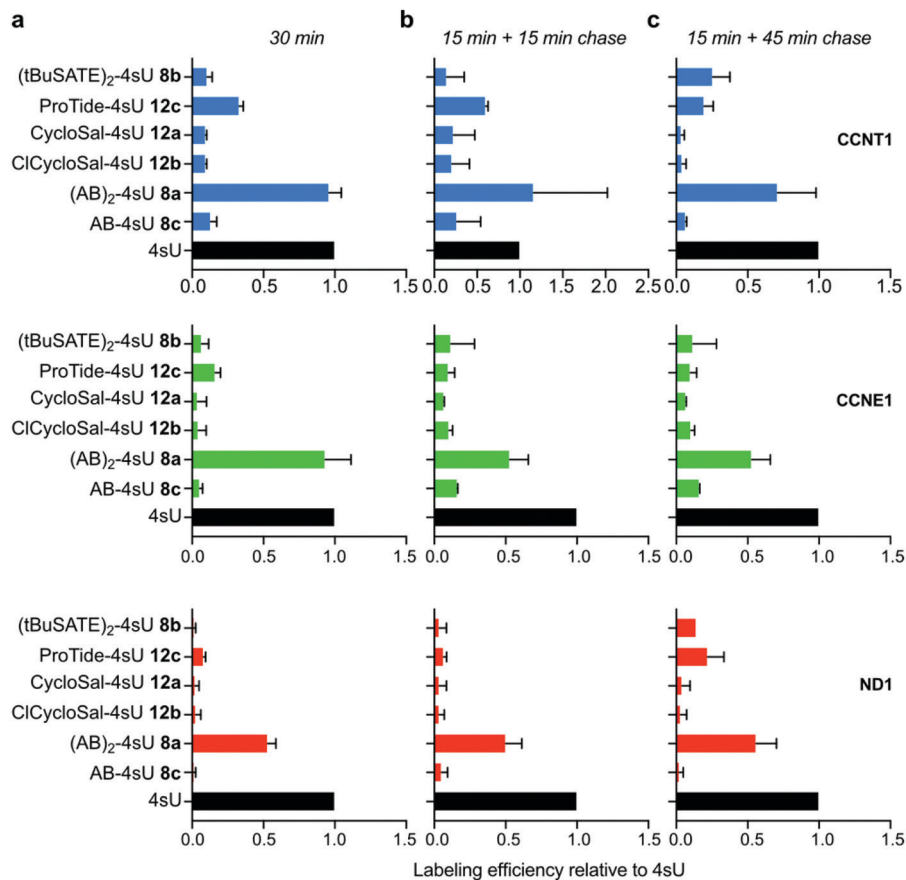 a
30 min
b
15 min + 15 min chase
c
15 min + 45 min chase
(tBuSATE)2-4sU 8b
ProTide-4sU 12c
CycloSal-4sU 12a
ClCycloSal-4sU 12b
(AB)2-4sU 8a
AB-4sU 8c
4sU
0.0 0.5 1.0 1.5
0.0 0.5 1.0 1.5 2.0 2.5
0.0 0.5 1.0 1.5
CCNT1
(tBuSATE)2-4sU 8b
ProTide-4sU 12c
CycloSal-4sU 12a
ClCycloSal-4sU 12b
(AB)2-4sU 8a
AB-4sU 8c
4sU
0.0 0.5 1.0 1.5
0.0 0.5 1.0 1.5
0.0 0.5 1.0 1.5
CCNE1
(tBuSATE)2-4sU 8b
ProTide-4sU 12c
CycloSal-4sU 12a
ClCycloSal-4sU 12b
(AB)2-4sU 8a
AB-4sU 8c
4sU
0.0 0.5 1.0 1.5
0.0 0.5 1.0 1.5
0.0 0.5 1.0 1.5
ND1
Labeling efficiency relative to 4sU